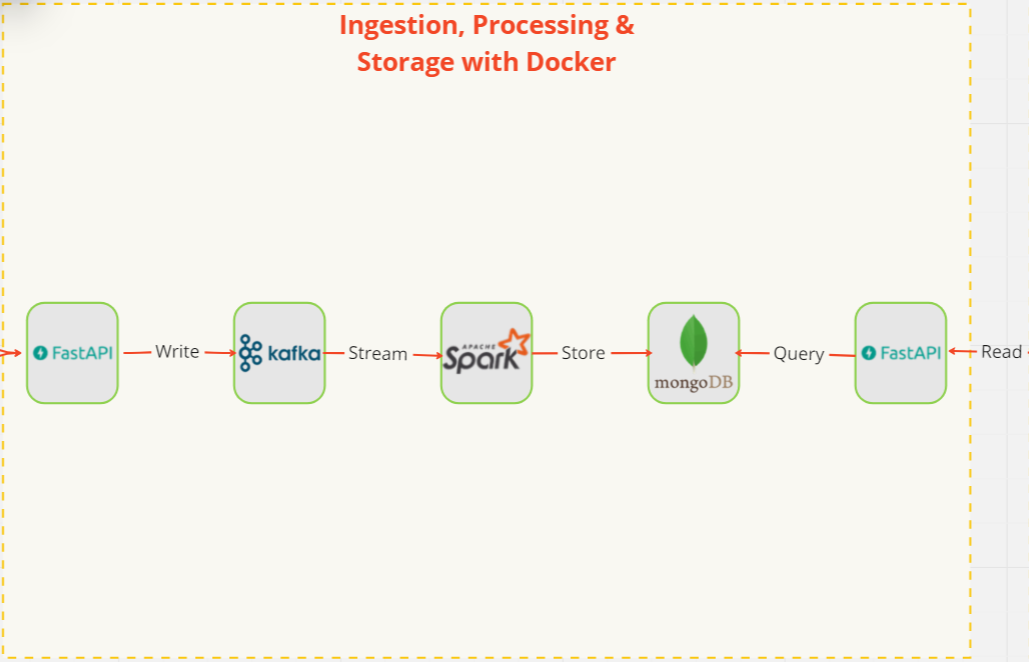 Ingestion, Processing &
Storage with Docker
FastAPI
Write
kafka
Stream
APACHE
Spark
Store
mongoDB
Query
FastAPI
Read